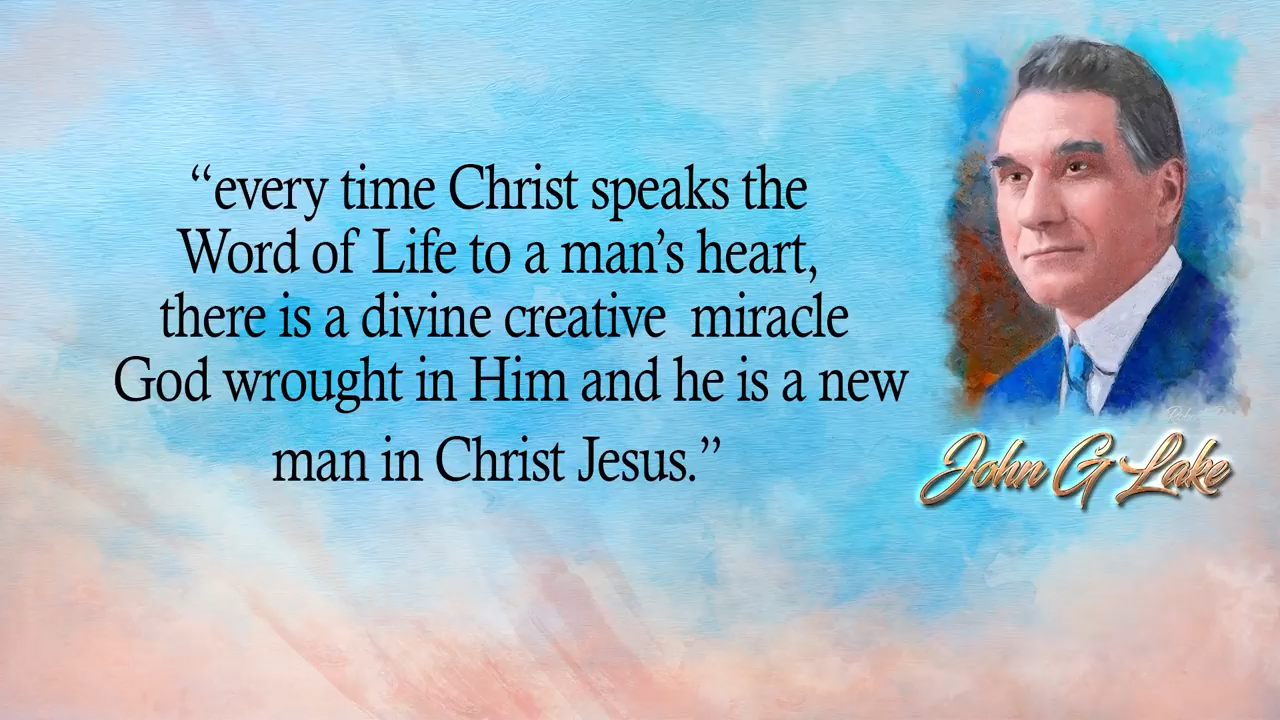 “every time Christ speaks the
Word of Life to a man’s heart,
there is a divine creative  miracle
God wrought in Him and he is a new
man in Christ Jesus.”
John G Lake